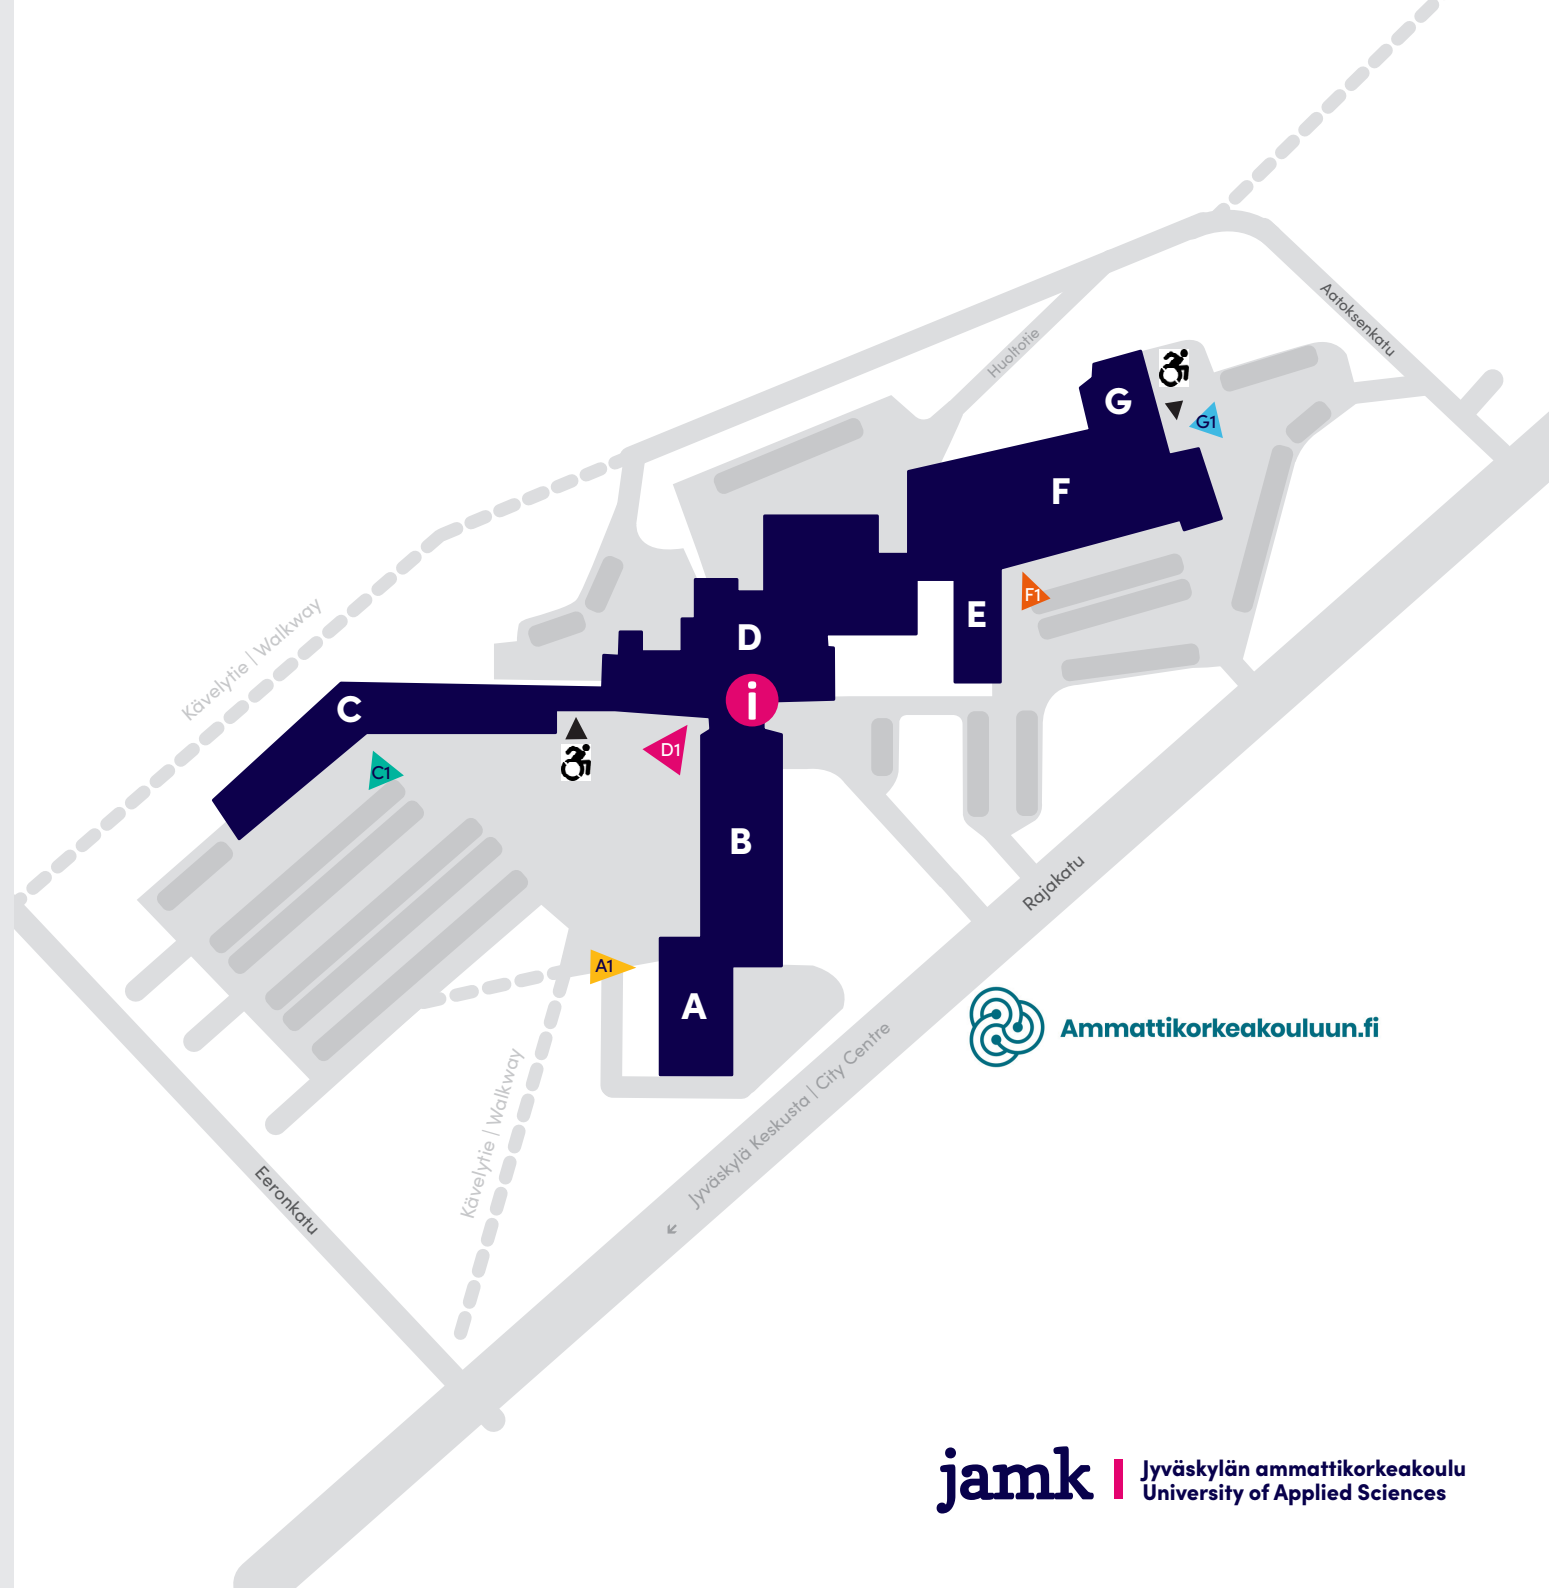 Aatoksenkatu
Huoltotie
G
G1
F
F1
E
D
Kävelytie | Walkway
C
i
D1
C1
B
Rajakatu
A1
A
Ammattikorkeakouluun.fi
Jyväskylä Keskusta | City Centre
Kävelytie | Walkway
Eeronkatu
jamk
Jyväskylän ammattikorkeakoulu
University of Applied Sciences